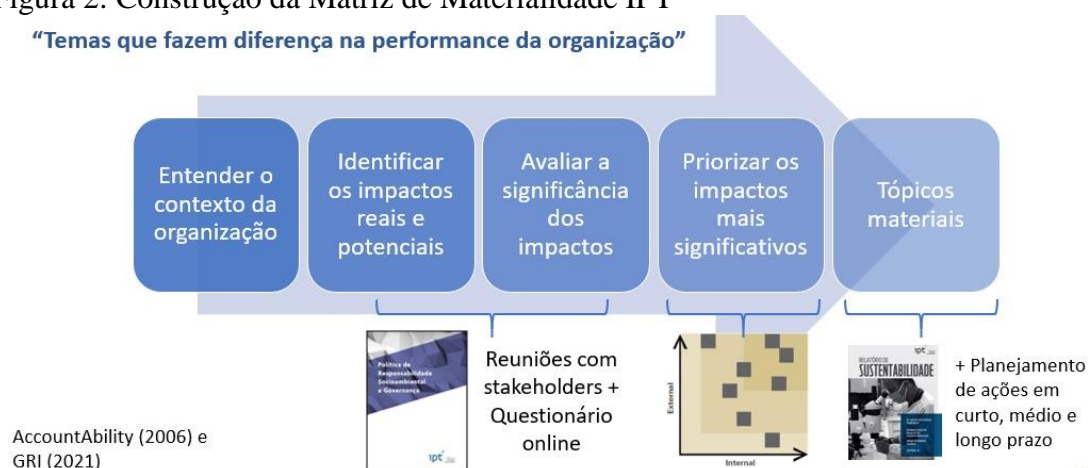 Figura 2: Construção da Matriz de Materialidade IPT
“Temas que fazem diferença na performance da organização”
Entender o
contexto da
organização
Identificar
os impactos
reais e
potenciais
Avaliar a
significância
dos
impactos
Priorizar os
impactos
mais
significativos
Tópicos
materiais
Política de
Responsabilidade
Socioambiental
e Governança
ipt
Reuniões com
stakeholders +
Questionário
online
External
Internal
ipt
RELATÓRIO DE
SUSTENTABILIDADE
+ Planejamento
de ações em
curto, médio e
longo prazo
AccountAbility (2006) e
GRI (2021)